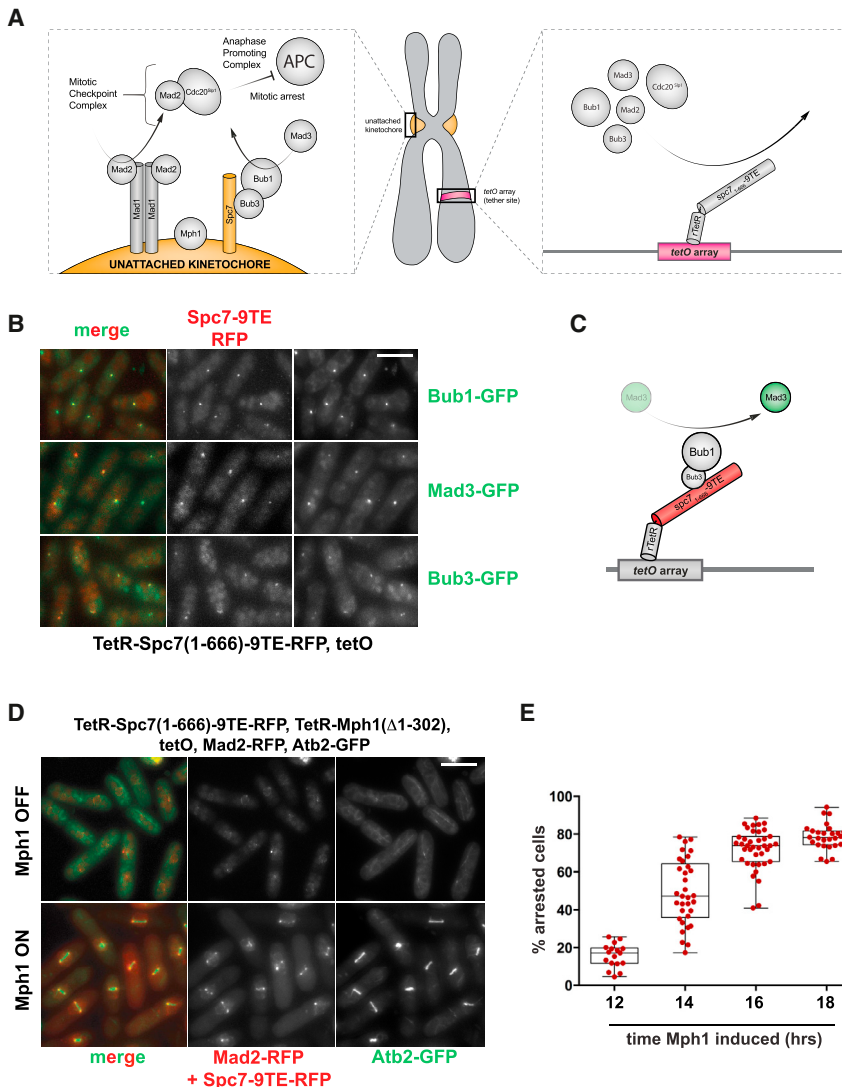 A
Anaphase
Promoting
Complex
APC
Mitotic arrest
Mitotic
Checkpoint
Complex
Mad2
Cdc20Slp1
Mad3
Mad2
Mad2
Mad1
Mad1
Mph1
Spc7
Bub3
Bub1
UNATTACHED KINETOCHORE
unattached
kinetochore
tetO array
(tether site)
Mad3
Cdc20Slp1
Bub1
Mad2
Bub3
spc7 1-666-9TE
rTetR
tetO array
B
merge
Spc7-9TE
RFP
Bub1-GFP
Mad3-GFP
Bub3-GFP
TetR-Spc7(1-666)-9TE-RFP, tetO
C
Mad3
Mad3
Bub1
Bub3
spc7 1-666-9TE
rTetR
tetO array
D
TetR-Spc7(1-666)-9TE-RFP, TetR-Mph1(Δ1-302),
tetO, Mad2-RFP, Atb2-GFP
Mph1 OFF
Mph1 ON
merge
Mad2-RFP
+ Spc7-9TE-RFP
Atb2-GFP
E
% arrested cells
100
80
60
40
20
0
12
14
16
18
time Mph1 induced (hrs)